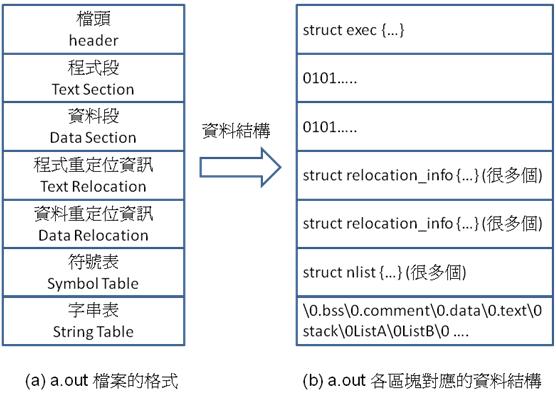 檔頭
header
程式段
Text Section
資料段
Data Section
程式重定位資訊
Text Relocation
資料重定位資訊
Data Relocation
符號表
Symbol Table
字串表
String Table
(a) a.out 檔案的格式
資料結構
struct exec {…}
0101…..
0101…..
struct relocation_info {…} (很多個)
struct relocation_info {…} (很多個)
struct nlist {…} (很多個)
\0.bss\0.comment\0.data\0.text\0
stack\0ListA\0ListB\0 ….
(b) a.out 各區塊對應的資料結構